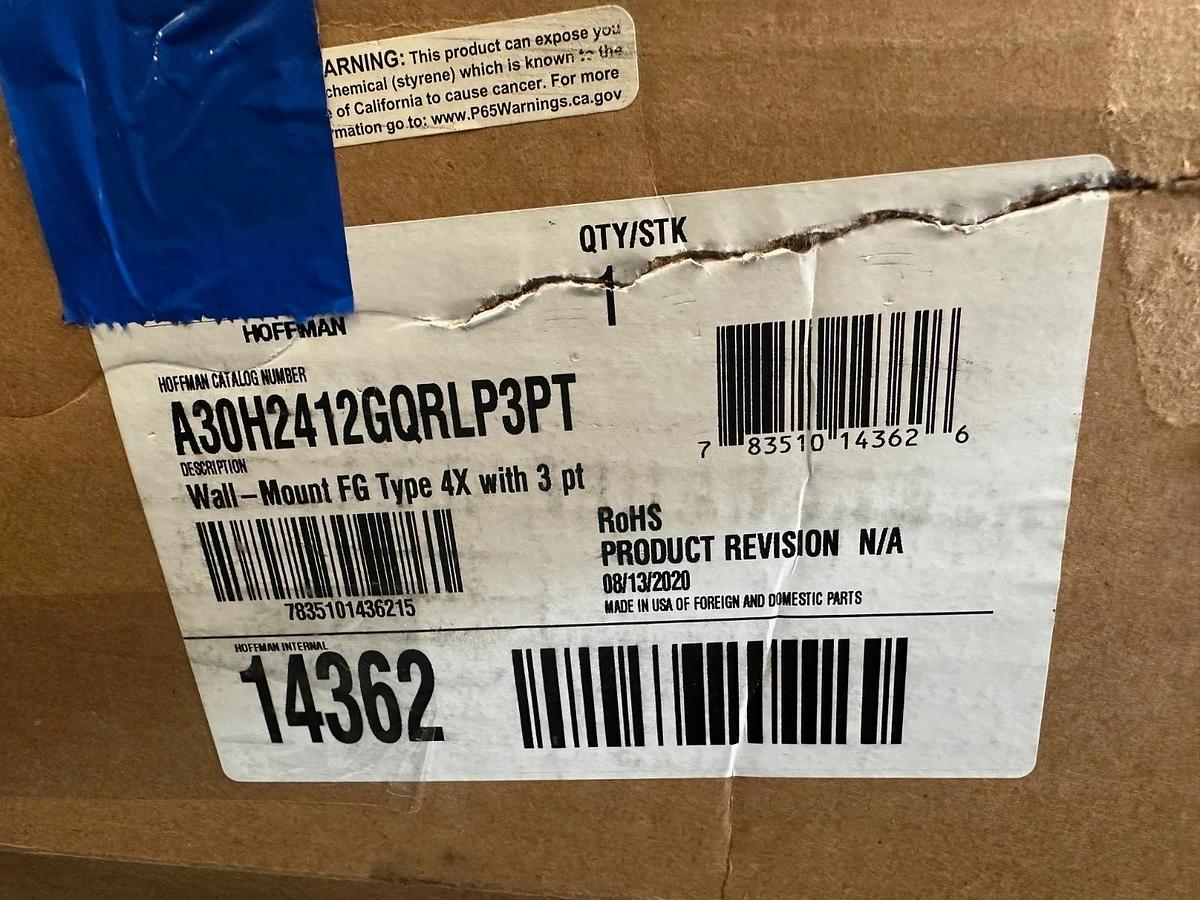 ARNING: This product can expose you
chemical (styrene) which is known to the
of California to cause cancer. For more
mation go to: www.P65Warnings.ca.gov
QTY/STK
1
HOFFMAN
HOFFMAN CATALOG NUMBER
A30H2412GQRLP3PT
7 83510 14362 6
DESCRIPTION
Wall-Mount FG Type 4X with 3 pt
RoHS
PRODUCT REVISION N/A
08/13/2020
7835101436215
MADE IN USA OF FOREIGN AND DOMESTIC PARTS
HOFFMAN INTERNAL
14362